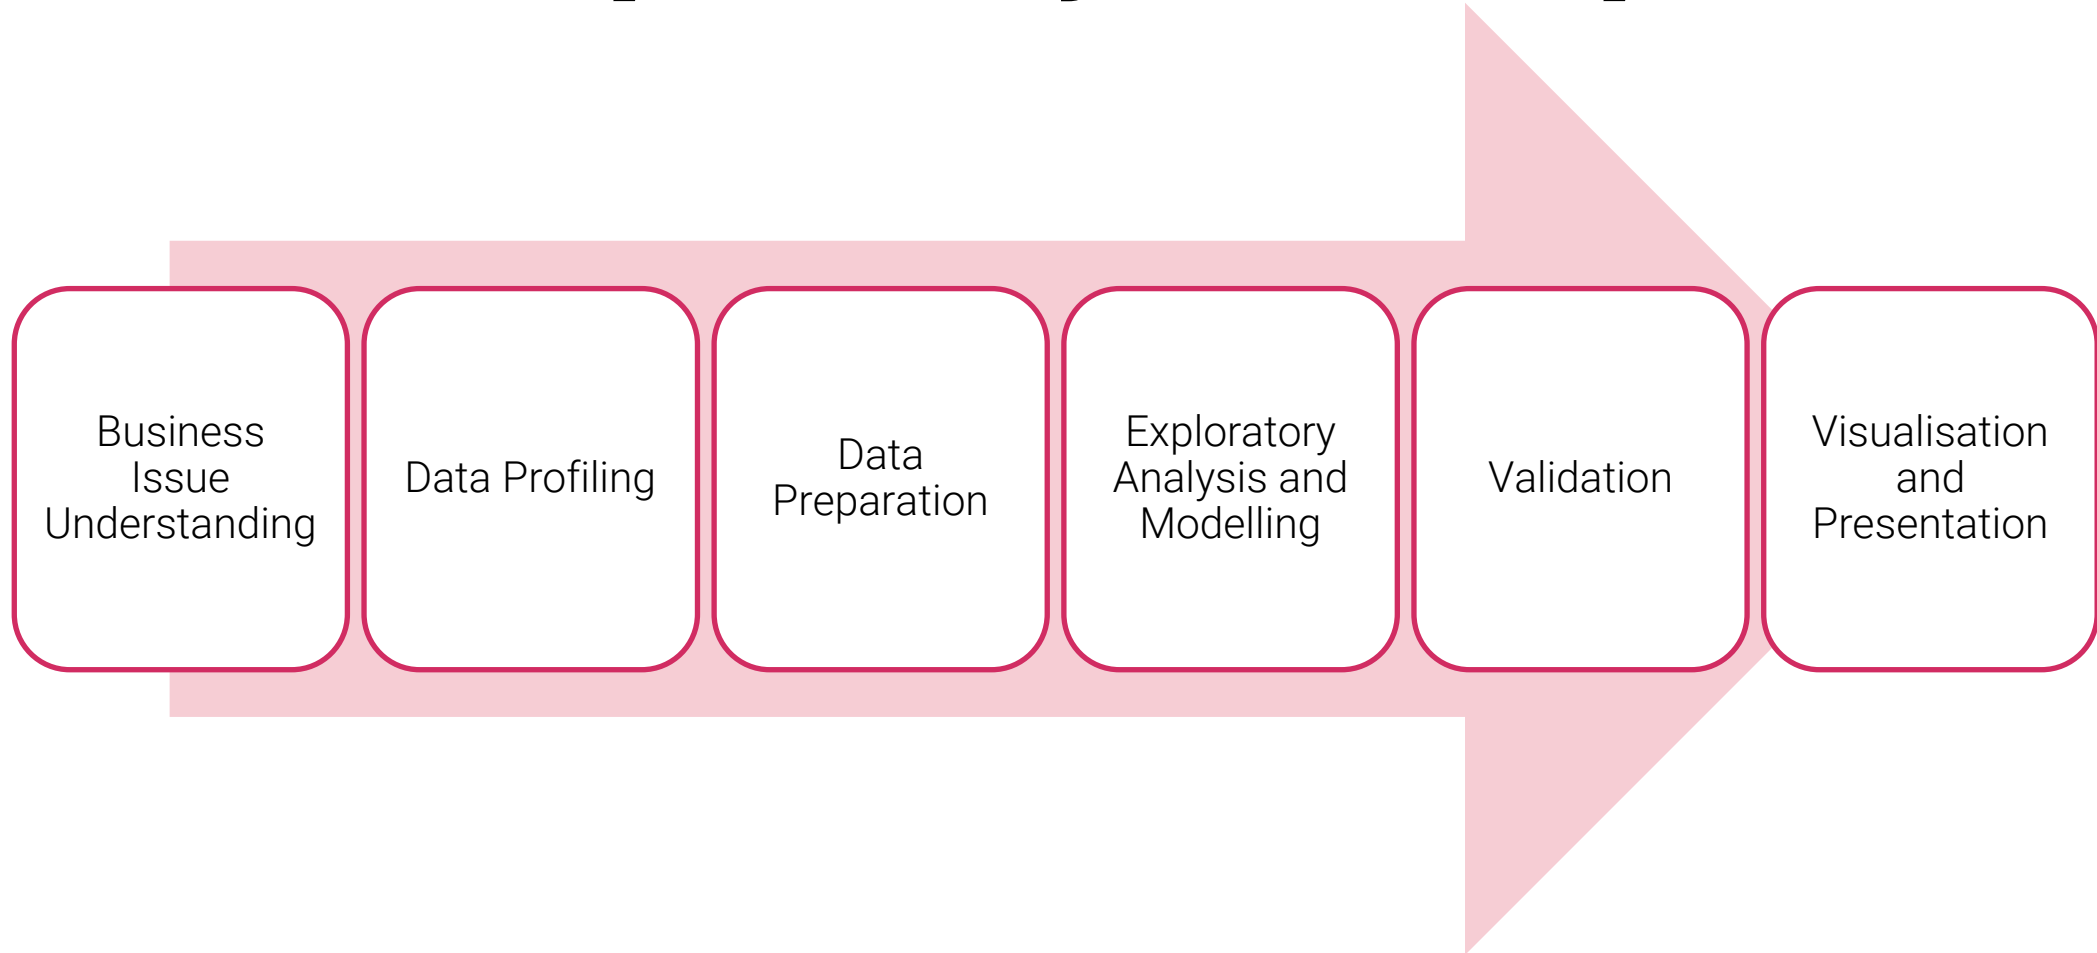 Business
Issue
Understanding
Data Profiling
Data
Preparation
Exploratory
Analysis and
Modelling
Validation
Visualisation
and
Presentation